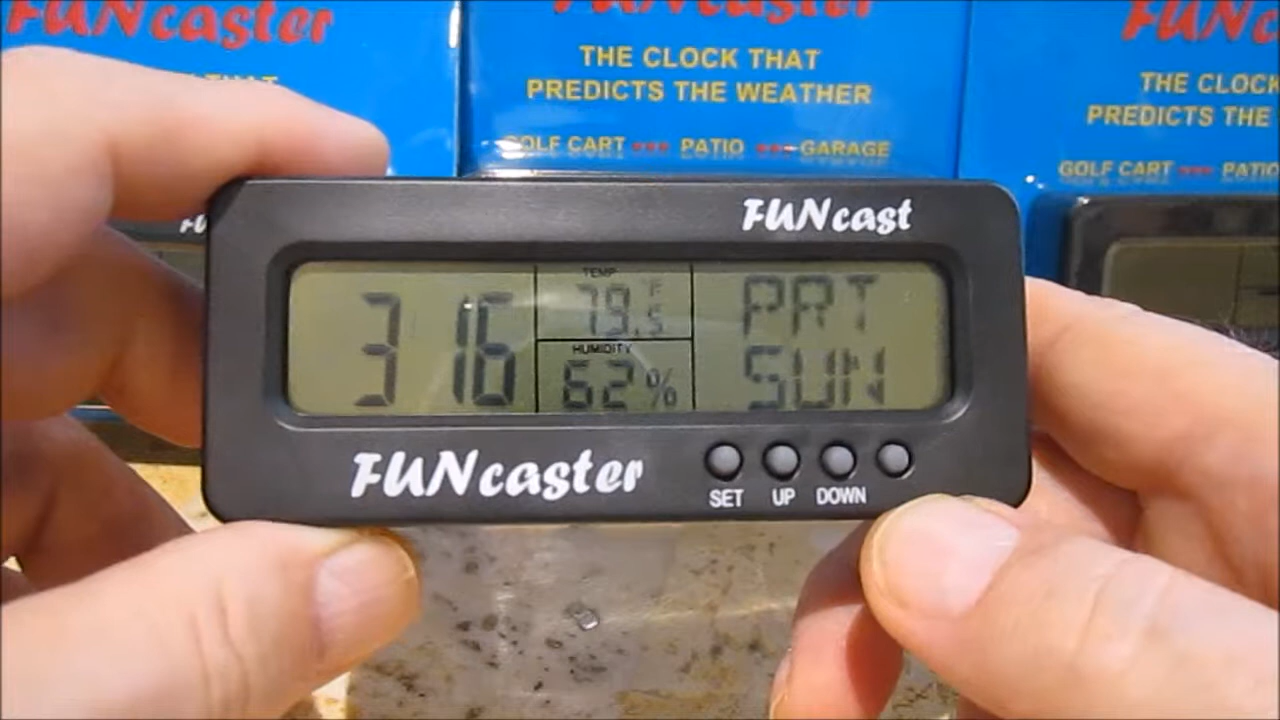 FUNcaster
FUNcaster
THE CLOCK THAT
PREDICTS THE WEATHER
GOLF CART PATIO GARAGE
THE CLOCK
PREDICTS THE
GOLF CART PATIO
FUNcast
3 16
TEMP
79.5 °F
HUMIDITY
62%
PRT
SUN
FUNcaster
SET UP DOWN